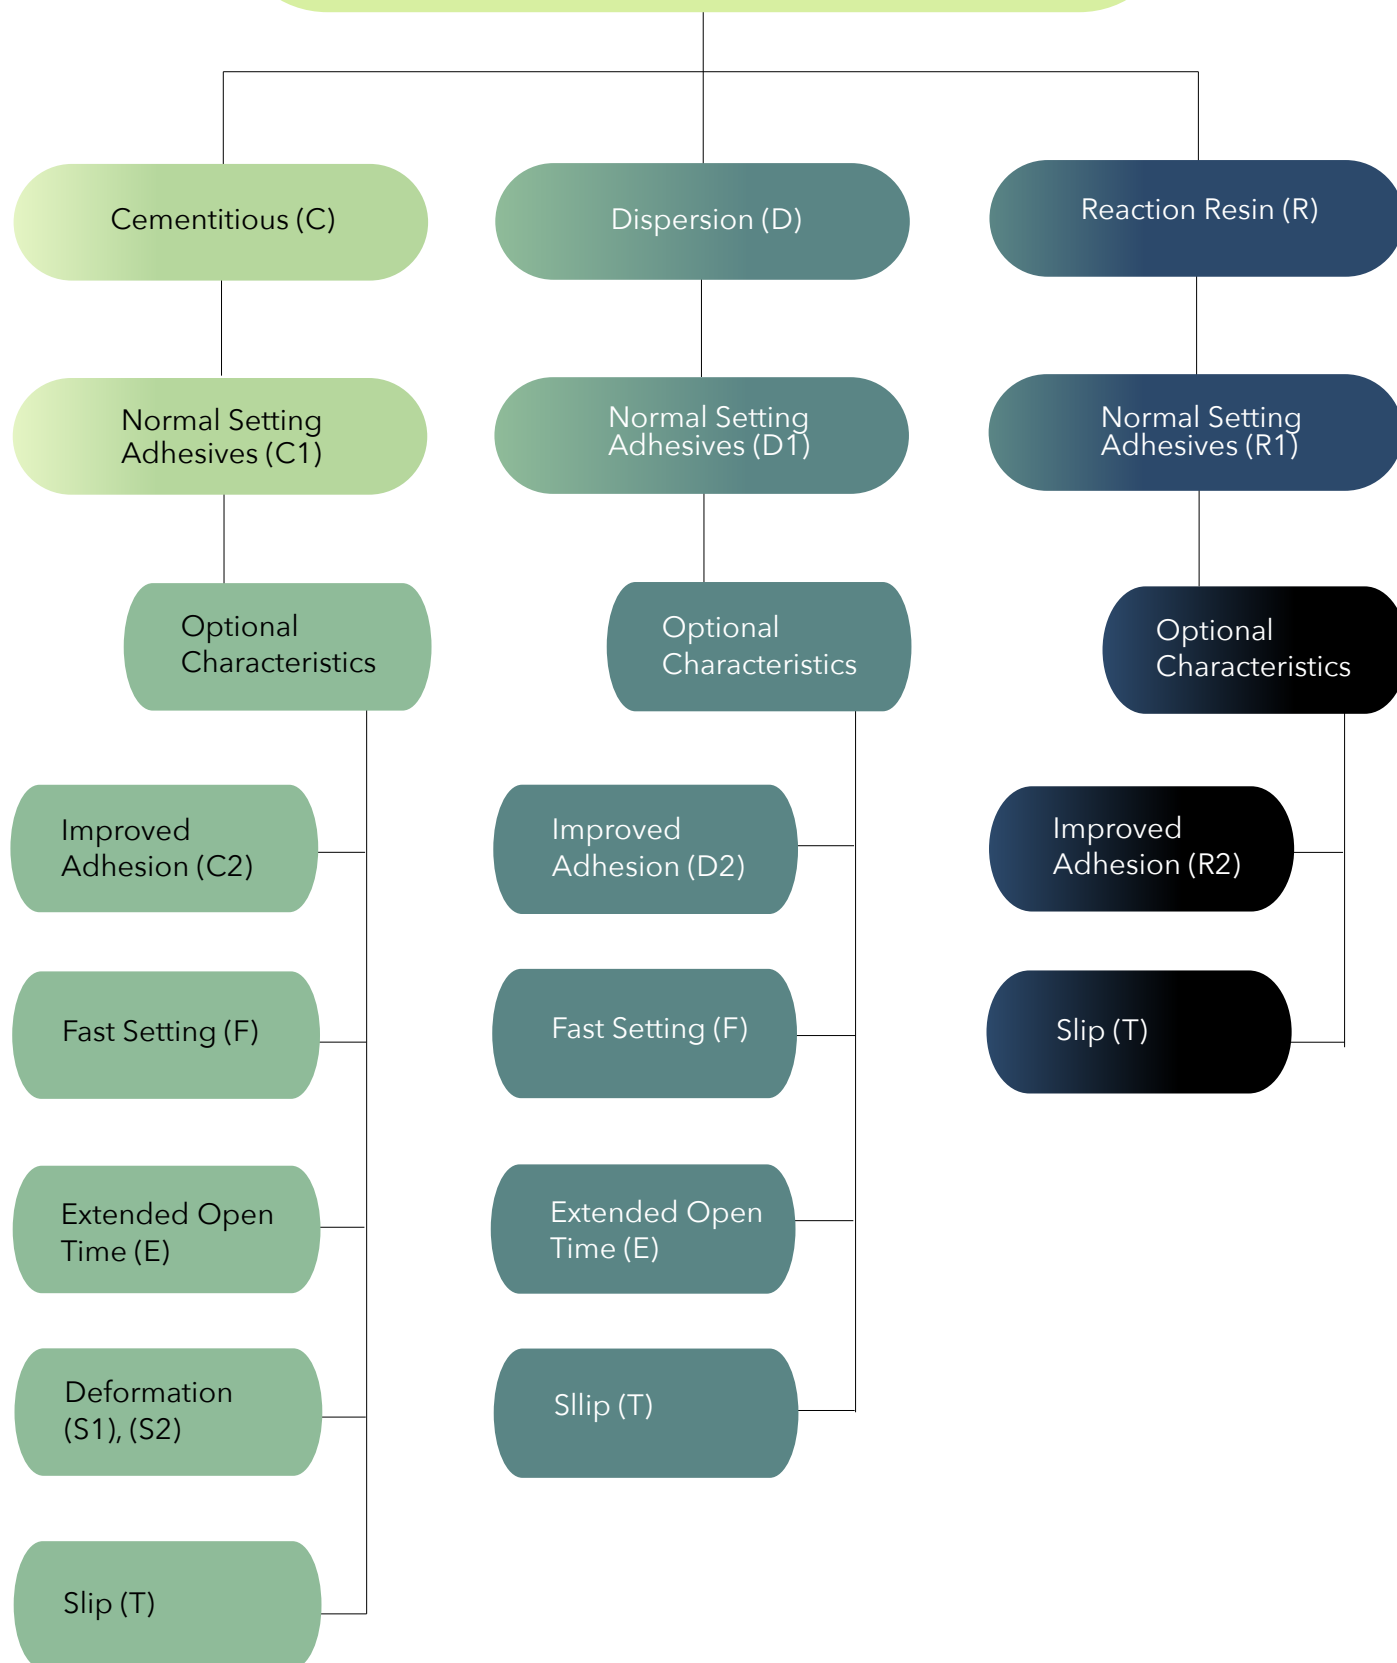 Cementitious (C)
Dispersion (D)
Reaction Resin (R)
Normal Setting
Adhesives (C1)
Normal Setting
Adhesives (D1)
Normal Setting
Adhesives (R1)
Optional
Characteristics
Optional
Characteristics
Optional
Characteristics
Improved
Adhesion (C2)
Improved
Adhesion (D2)
Improved
Adhesion (R2)
Fast Setting (F)
Fast Setting (F)
Slip (T)
Extended Open
Time (E)
Extended Open
Time (E)
Deformation
(S1), (S2)
Sllip (T)
Slip (T)